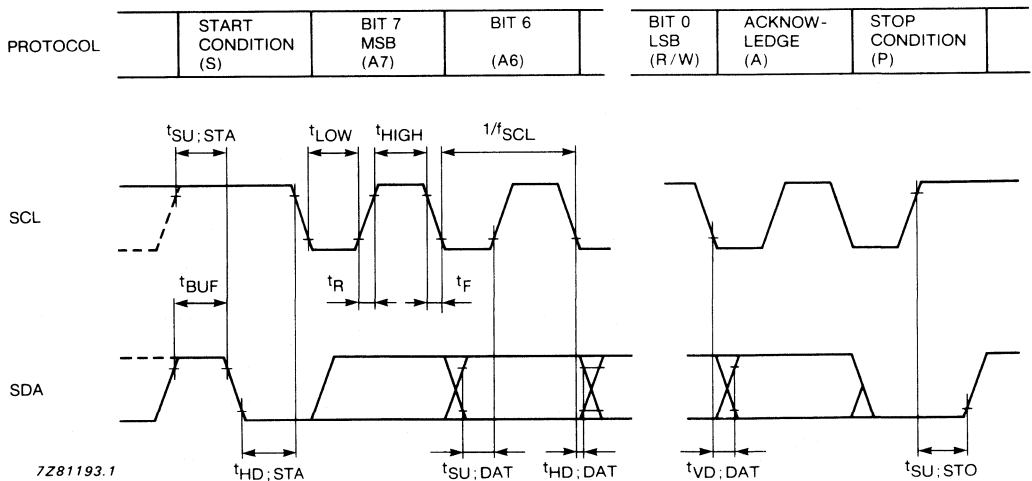 PROTOCOL
START
CONDITION
(S)
BIT 7
MSB
(A7)
BIT 6
(A6)
BIT 0
LSB
(R/W)
ACKNOW-
LEDGE
(A)
STOP
CONDITION
(P)
tSU;STA
tLOW
tHIGH
1/fSCL
SCL
tBUF
tR
tF
SDA
tHD;STA
tSU;DAT
tHD;DAT
tVD;DAT
tSU;STO
7Z81193.1